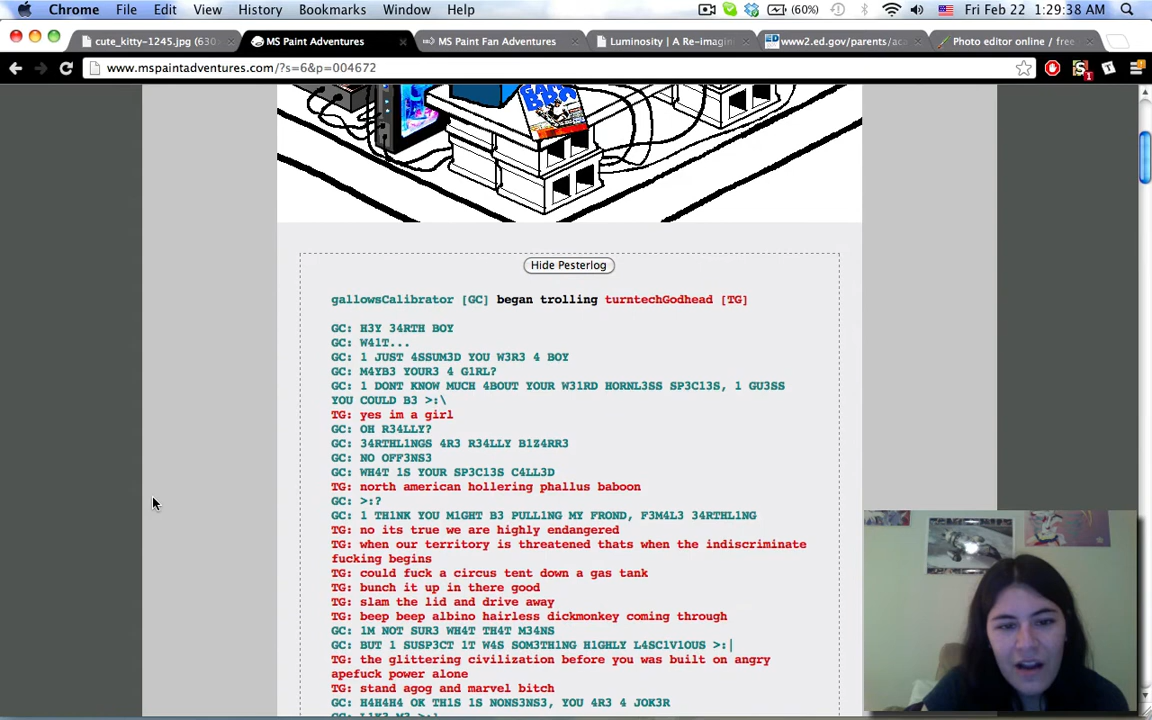 Chrome File Edit View History Bookmarks Window Help (60%) Fri Feb 22 1:29:38 AM
cute_kitty-1245.jpg (630 MS Paint Adventures MS Paint Fan Adventures Luminosity | A Re-imagin www2.ed.gov/parents/ac Photo editor online / free
www.mspaintadventures.com/?s=6&p=004672
GAME
BRO
Hide Pesterlog
gallowsCalibrator [GC] began trolling turntechGodhead [TG]
GC: H3Y 34RTH BOY
GC: W41T...
GC: 1 JUST 4SSUM3D YOU W3R3 4 BOY
GC: M4YB3 YOUR3 4 G1RL?
GC: 1 DONT KNOW MUCH 4BOUT YOUR W31RD HORNL3SS SP3C13S, 1 GU3SS
YOU COULD B3 >:\
TG: yes im a girl
GC: OH R34LLY?
GC: 34RTHL1NGS 4R3 R34LLY B1Z4RR3
GC: NO OFF3NS3
GC: WH4T 1S YOUR SP3C13S C4LL3D
TG: north american hollering phallus baboon
GC: >:?
GC: 1 TH1NK YOU M1GHT B3 PULL1NG MY FROND, F3M4L3 34RTHL1NG
TG: no its true we are highly endangered
TG: when our territory is threatened thats when the indiscriminate
fucking begins
TG: could fuck a circus tent down a gas tank
TG: bunch it up in there good
TG: slam the lid and drive away
TG: beep beep albino hairless dickmonkey coming through
GC: 1M NOT SUR3 WH4T TH4T M34NS
GC: BUT 1 SUSP3CT 1T W4S SOM3TH1NG H1GHLY L4SC1V1OUS >:|
TG: the glittering civilization before you was built on angry
apefuck power alone
TG: stand agog and marvel bitch
GC: H4H4H4 OK TH1S 1S NONS3NS3, YOU 4R3 4 JOK3R
GC: L1K3 M3 >:]